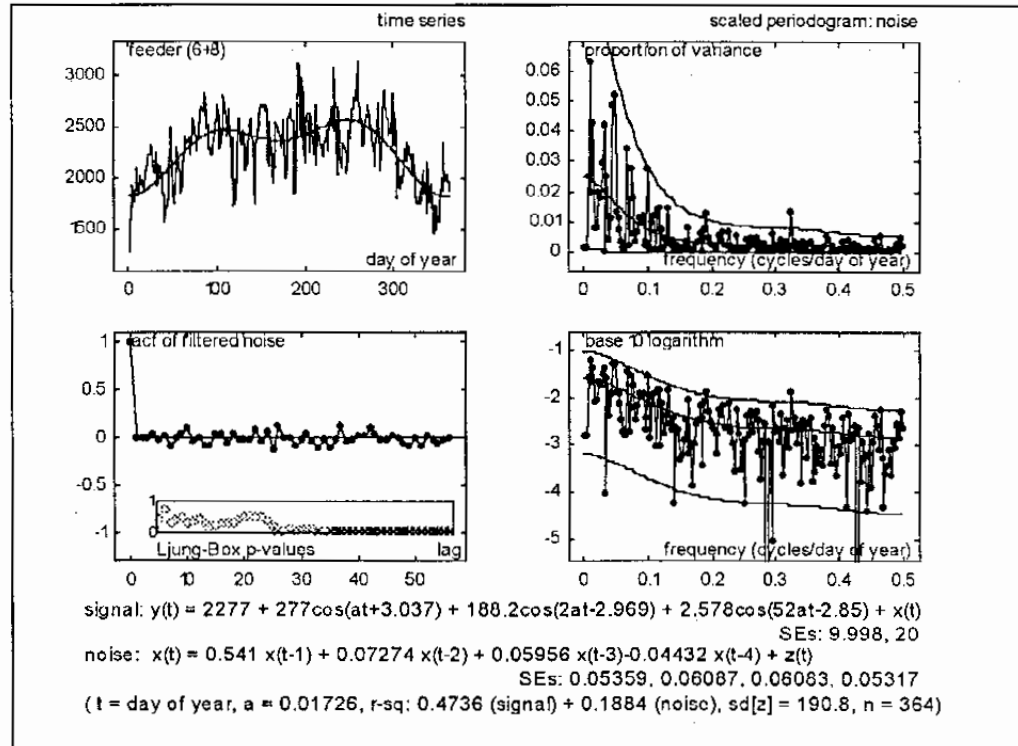 time series
scaled periodogram: noise
feeder (6+8)
proportion of variance
3000
2500
2000
1500
day of year
0 100 200 300
0.06
0.05
0.04
0.03
0.02
0.01
0
frequency (cycles/day of year)
0 0.1 0.2 0.3 0.4 0.5
acf of filtered noise
1
0.5
0
-0.5
-1
1
0
Ljung-Box p-values
lag
0 10 20 30 40 50
base 10 logarithm
-1
-2
-3
-4
-5
frequency (cycles/day of year)
0 0.1 0.2 0.3 0.4 0.5
signal: y(t) = 2277 + 277cos(at+3.037) + 188.2cos(2at-2.969) + 2.578cos(52at-2.85) + x(t)
SEs: 9.998, 20
noise: x(t) = 0.541 x(t-1) + 0.07274 x(t-2) + 0.05956 x(t-3)-0.04432 x(t-4) + z(t)
SEs: 0.05359, 0.06087, 0.06083, 0.05317
( t = day of year, a = 0.01726, r-sq: 0.4736 (signal) + 0.1884 (noise), sd[z] = 190.8, n = 364)